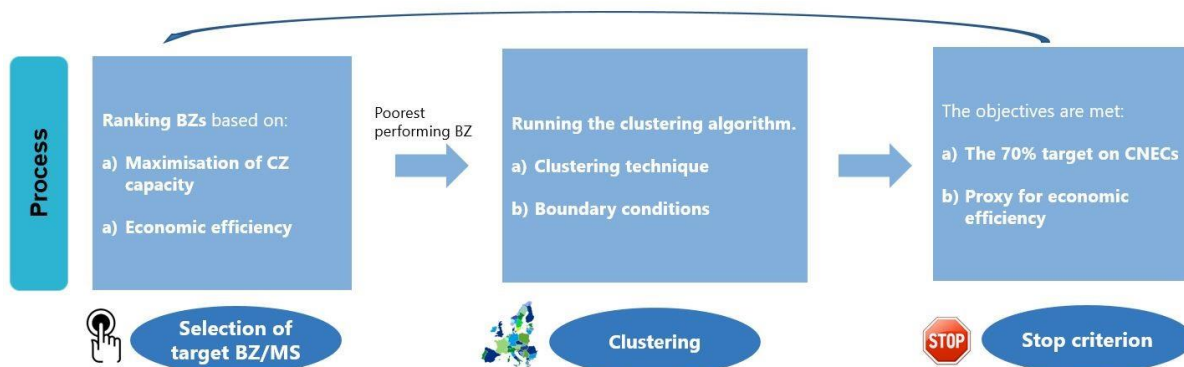 Process
Ranking BZs based on:
a) Maximisation of CZ
capacity
a) Economic efficiency
Poorest
performing BZ
Running the clustering algorithm.
a) Clustering technique
b) Boundary conditions
The objectives are met:
a) The 70% target on CNECs
b) Proxy for economic
efficiency
Selection of
target BZ/MS
Clustering
STOP
Stop criterion